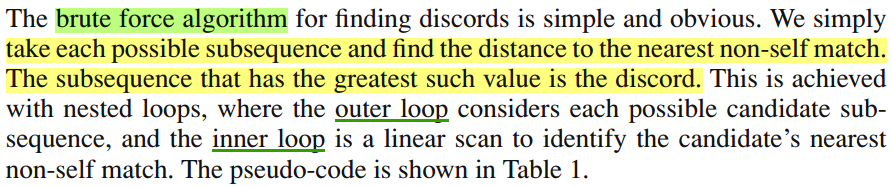 The brute force algorithm for finding discords is simple and obvious. We simply
take each possible subsequence and find the distance to the nearest non-self match.
The subsequence that has the greatest such value is the discord. This is achieved
with nested loops, where the outer loop considers each possible candidate sub-
sequence, and the inner loop is a linear scan to identify the candidate’s nearest
non-self match. The pseudo-code is shown in Table 1.